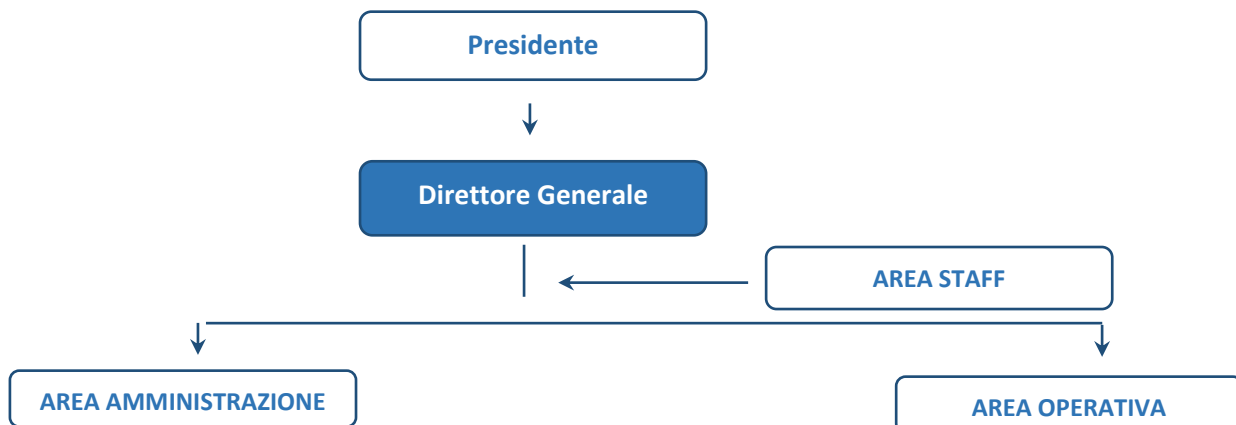 Presidente
Direttore Generale
AREA STAFF
AREA AMMINISTRAZIONE
AREA OPERATIVA